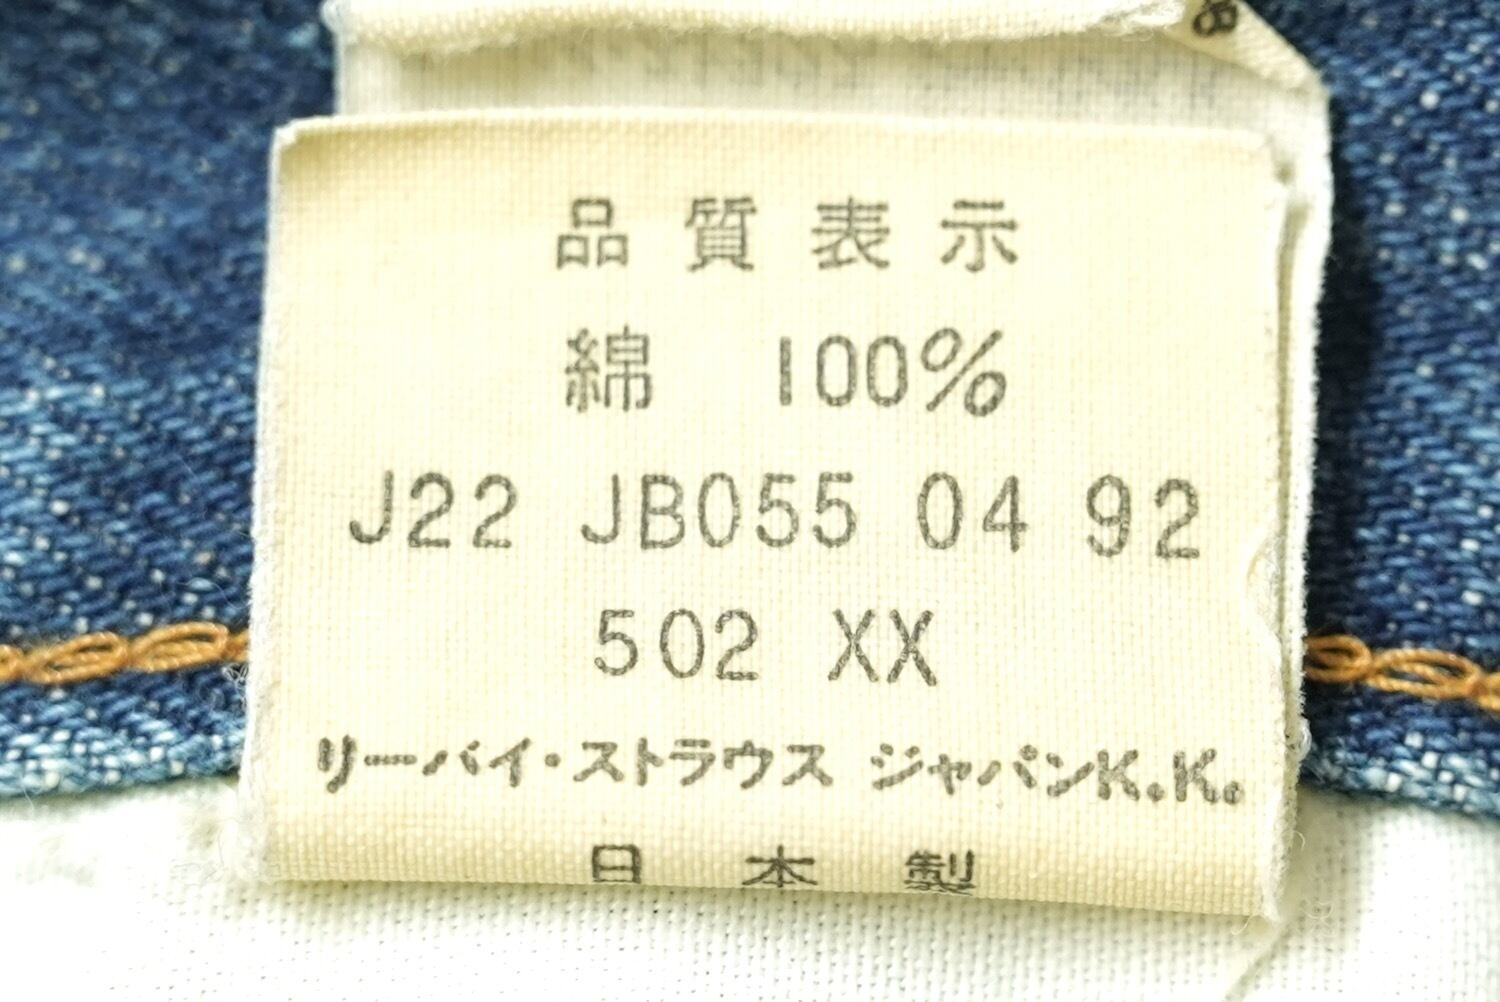 品質表示
綿 100%
J22 JB055 04 92
502 XX
リーバイ・ストラウス ジャパンK.K.
日本製